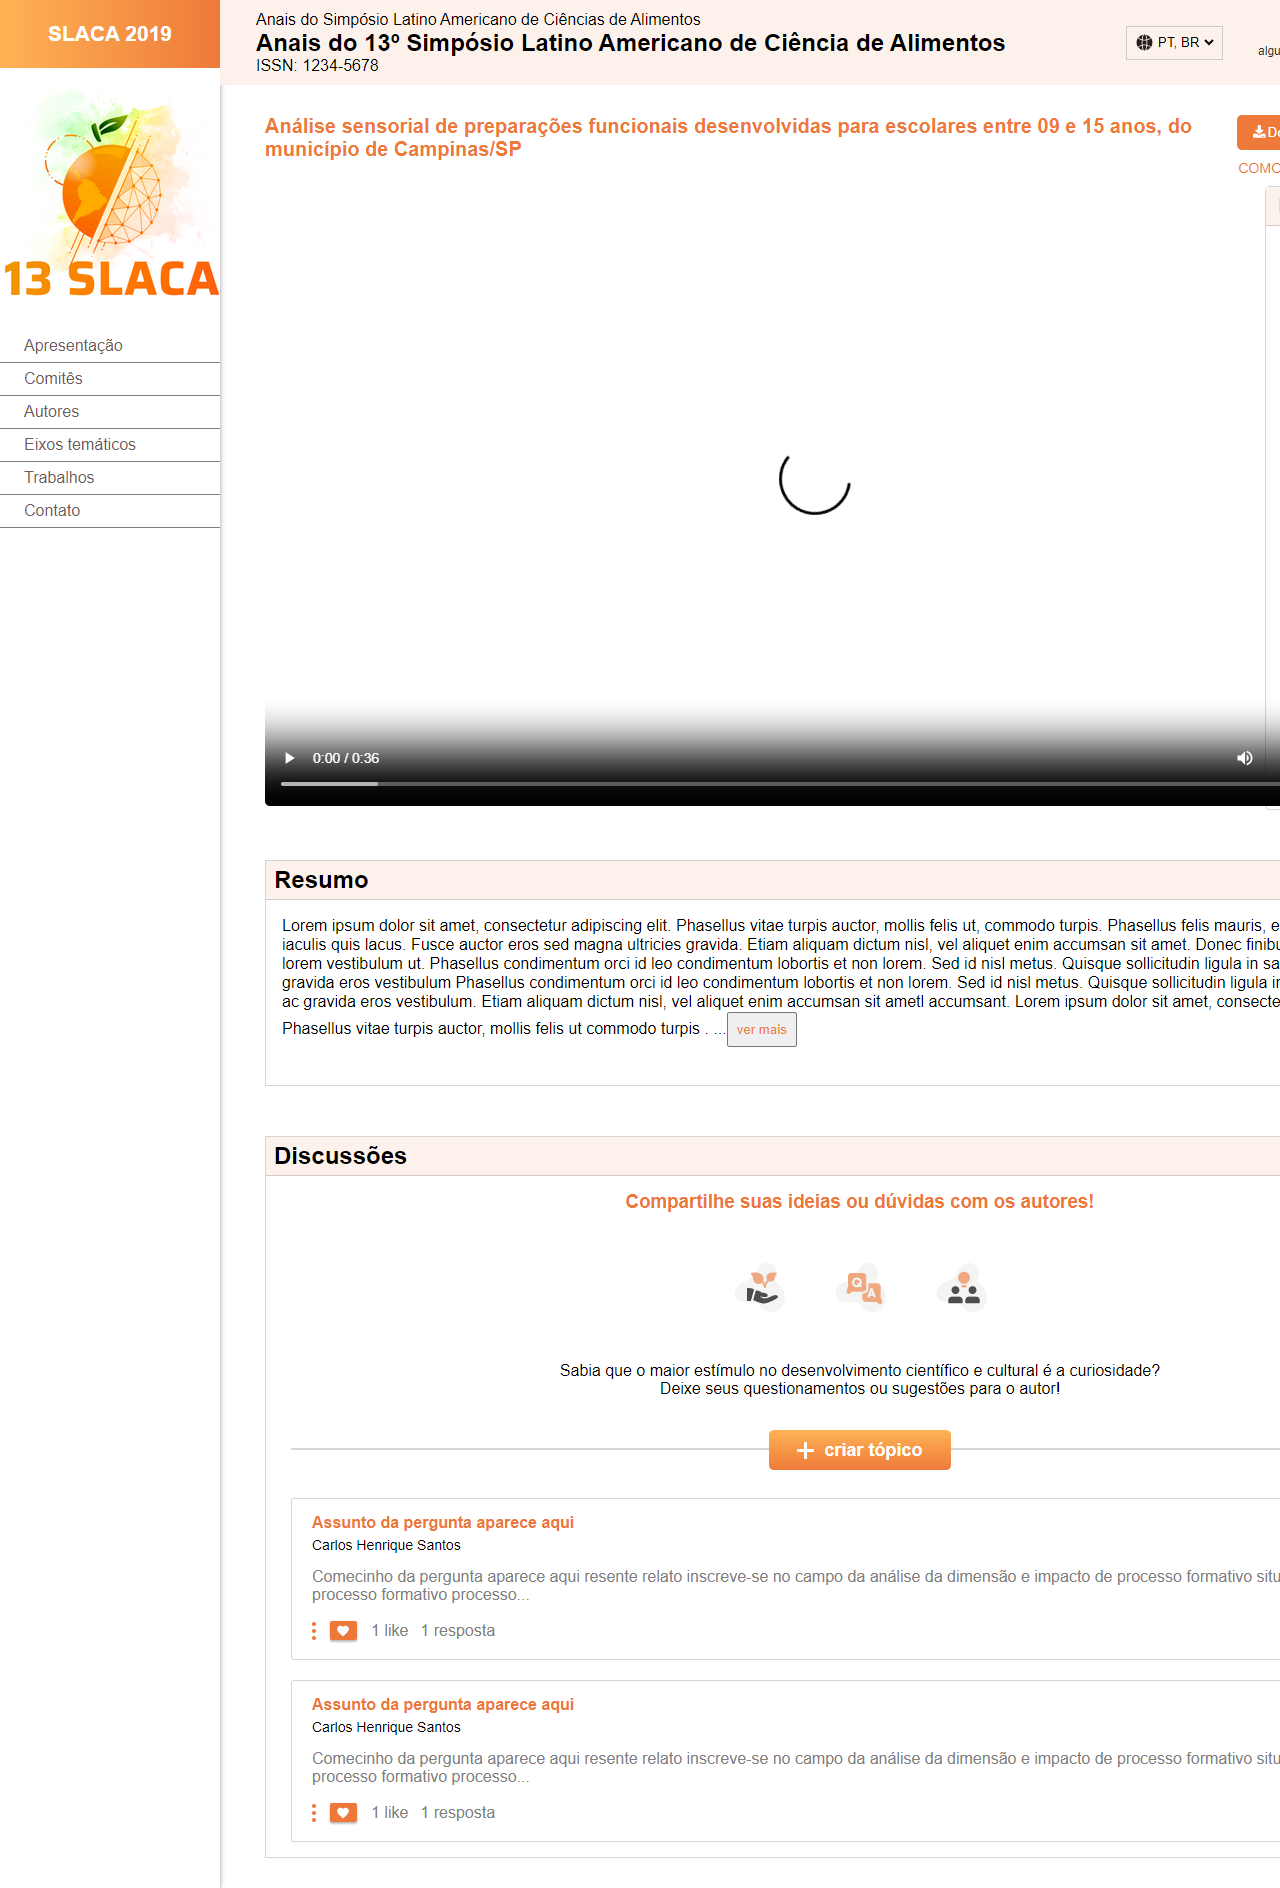 SLACA 2019
Anais do Simpósio Latino Americano de Ciências de Alimentos
Anais do 13º Simpósio Latino Americano de Ciência de Alimentos
ISSN: 1234-5678
PT, BR
13 SLACA
Apresentação
Comitês
Autores
Eixos temáticos
Trabalhos
Contato
Análise sensorial de preparações funcionais desenvolvidas para escolares entre 09 e 15 anos, do
município de Campinas/SP
0:00 / 0:36
Resumo
Lorem ipsum dolor sit amet, consectetur adipiscing elit. Phasellus vitae turpis auctor, mollis felis ut, commodo turpis. Phasellus felis mauris, e
iaculis quis lacus. Fusce auctor eros sed magna ultricies gravida. Etiam aliquam dictum nisl, vel aliquet enim accumsan sit amet. Donec finibu
lorem vestibulum ut. Phasellus condimentum orci id leo condimentum lobortis et non lorem. Sed id nisl metus. Quisque sollicitudin ligula in sa
gravida eros vestibulum Phasellus condimentum orci id leo condimentum lobortis et non lorem. Sed id nisl metus. Quisque sollicitudin ligula in
ac gravida eros vestibulum. Etiam aliquam dictum nisl, vel aliquet enim accumsan sit ametl accumsant. Lorem ipsum dolor sit amet, consecte
Phasellus vitae turpis auctor, mollis felis ut commodo turpis . ...ver mais
Discussões
Compartilhe suas ideias ou dúvidas com os autores!
Q A
Sabia que o maior estímulo no desenvolvimento científico e cultural é a curiosidade?
Deixe seus questionamentos ou sugestões para o autor!
criar tópico
Assunto da pergunta aparece aqui
Carlos Henrique Santos
Comecinho da pergunta aparece aqui resente relato inscreve-se no campo da análise da dimensão e impacto de processo formativo situ
processo formativo processo...
1 like 1 resposta
Assunto da pergunta aparece aqui
Carlos Henrique Santos
Comecinho da pergunta aparece aqui resente relato inscreve-se no campo da análise da dimensão e impacto de processo formativo situ
processo formativo processo...
1 like 1 resposta